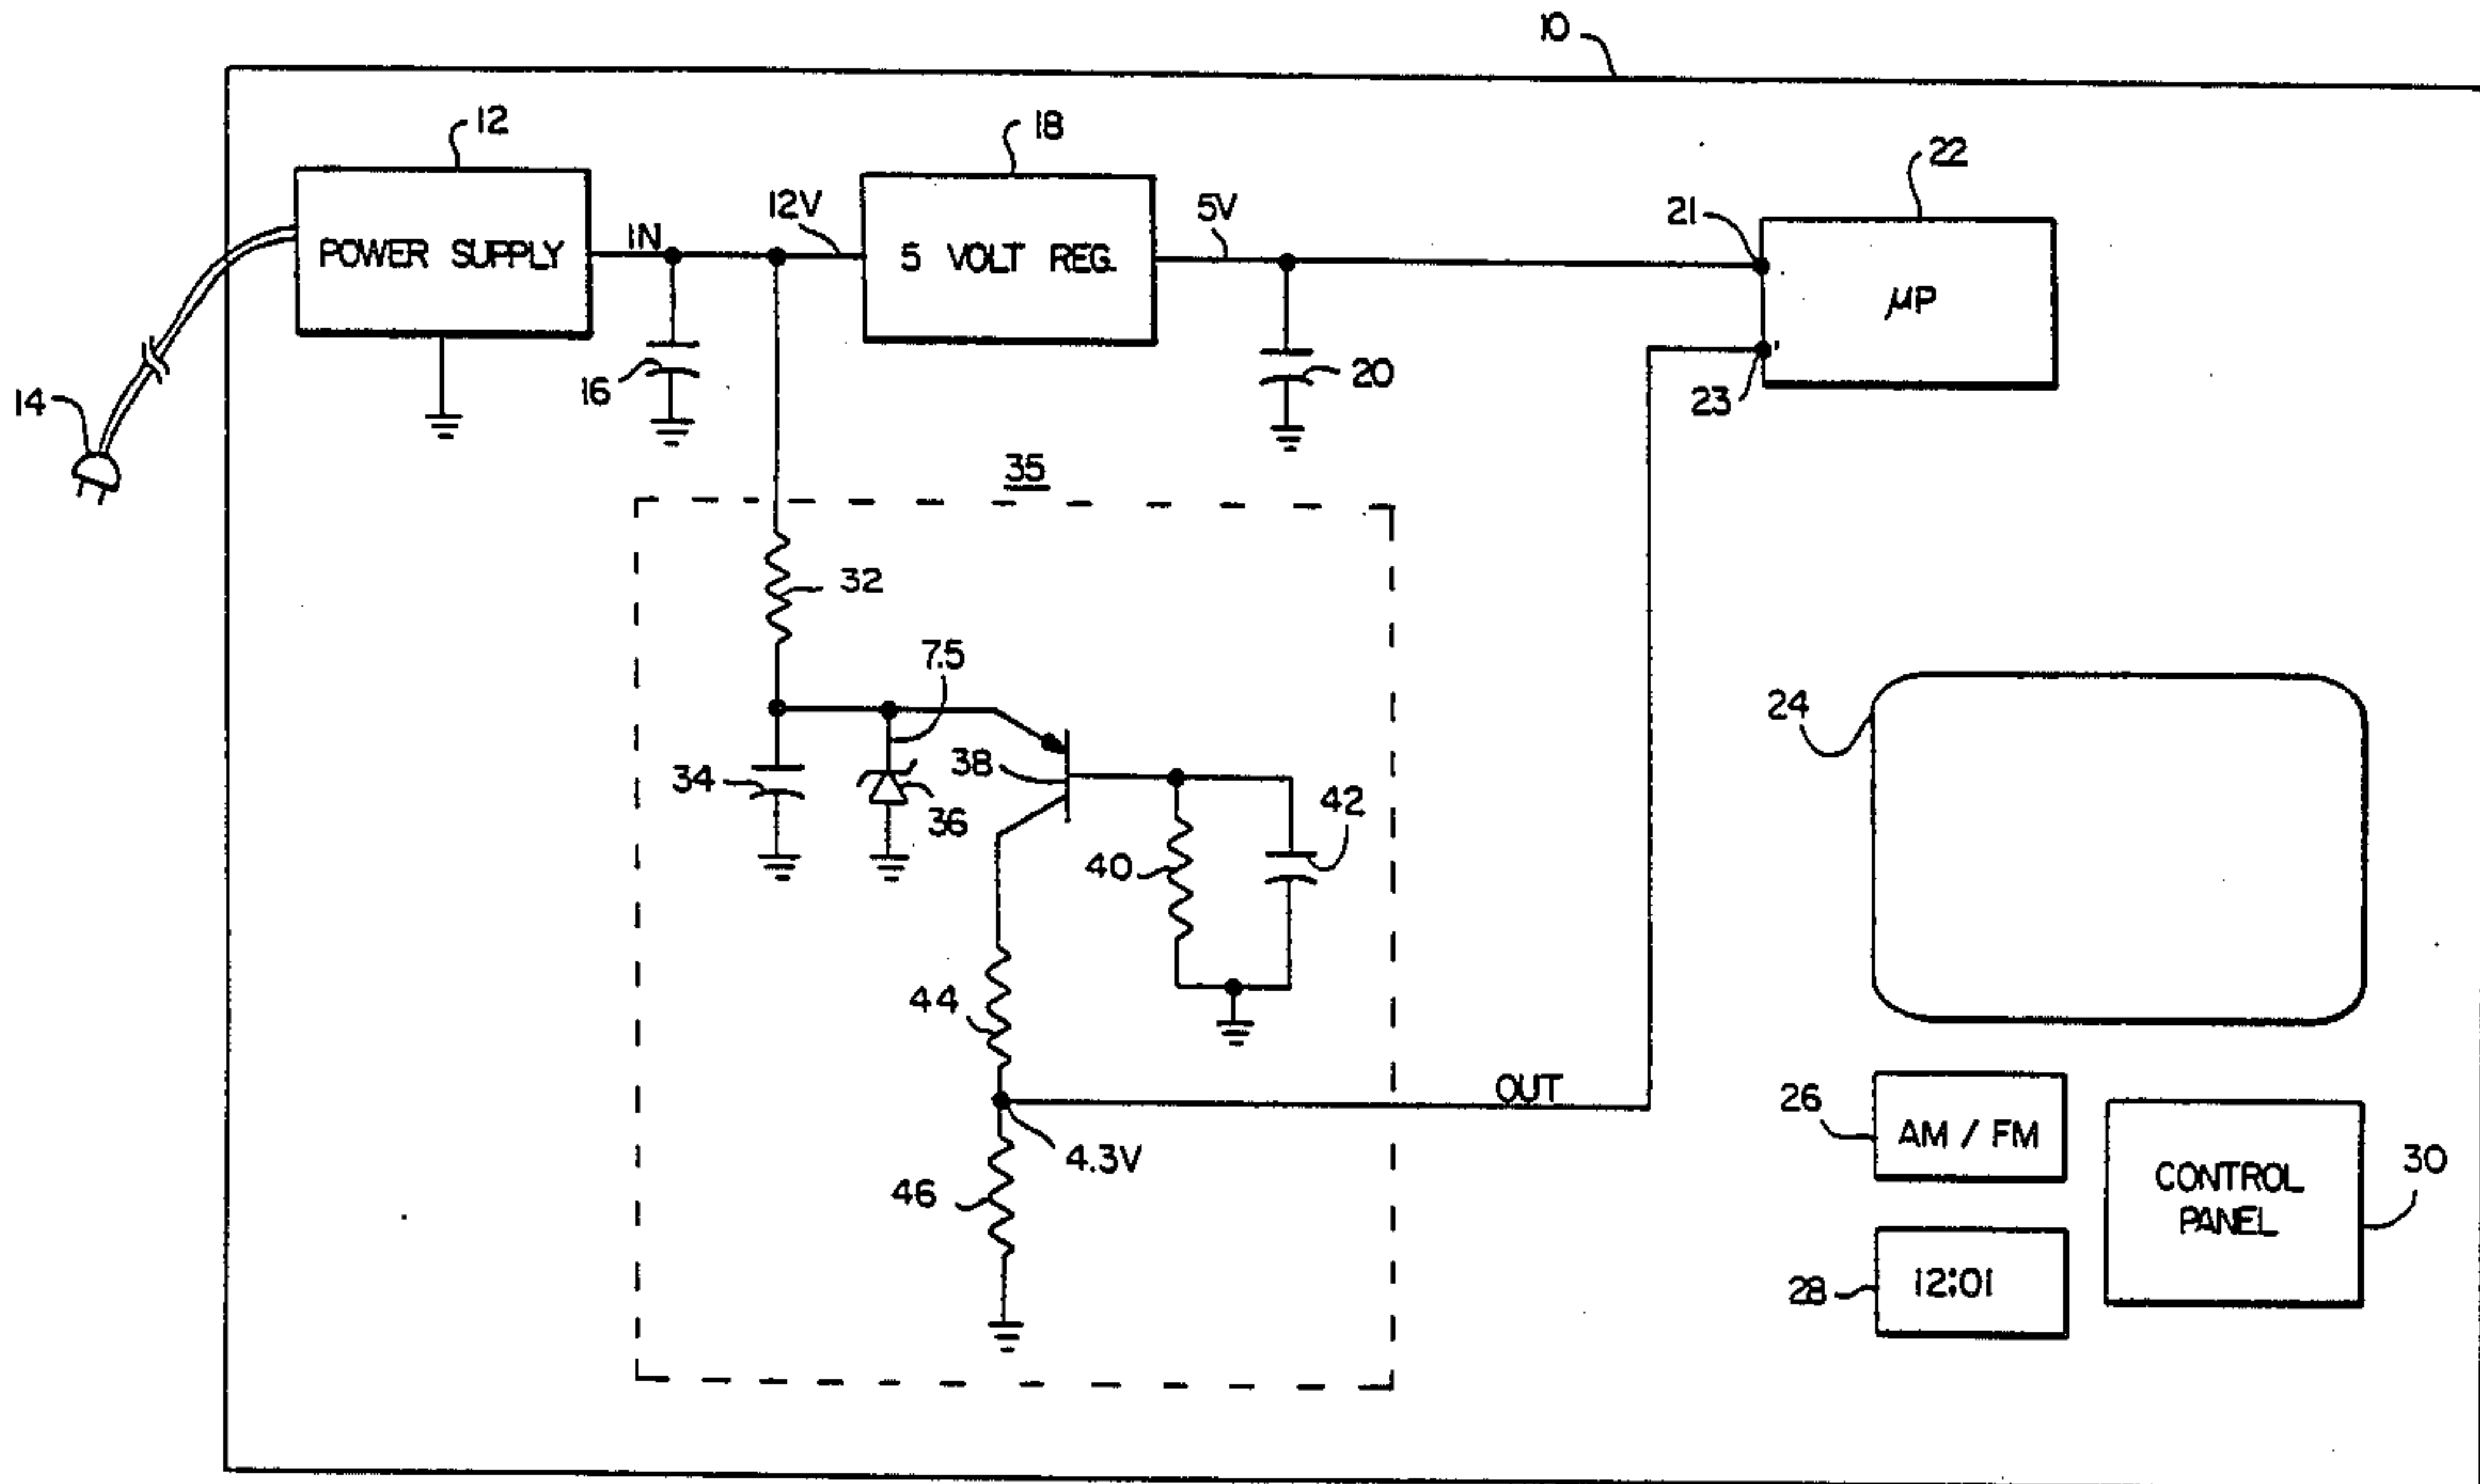 10
12
18
22
POWER SUPPLY
IN
12V
5 VOLT REG.
5V
21
µP
14
16
20
23
35
32
7.5
24
34
36
38
40
42
44
OUT
4.3V
46
26
AM / FM
CONTROL
PANEL
30
28
12:01